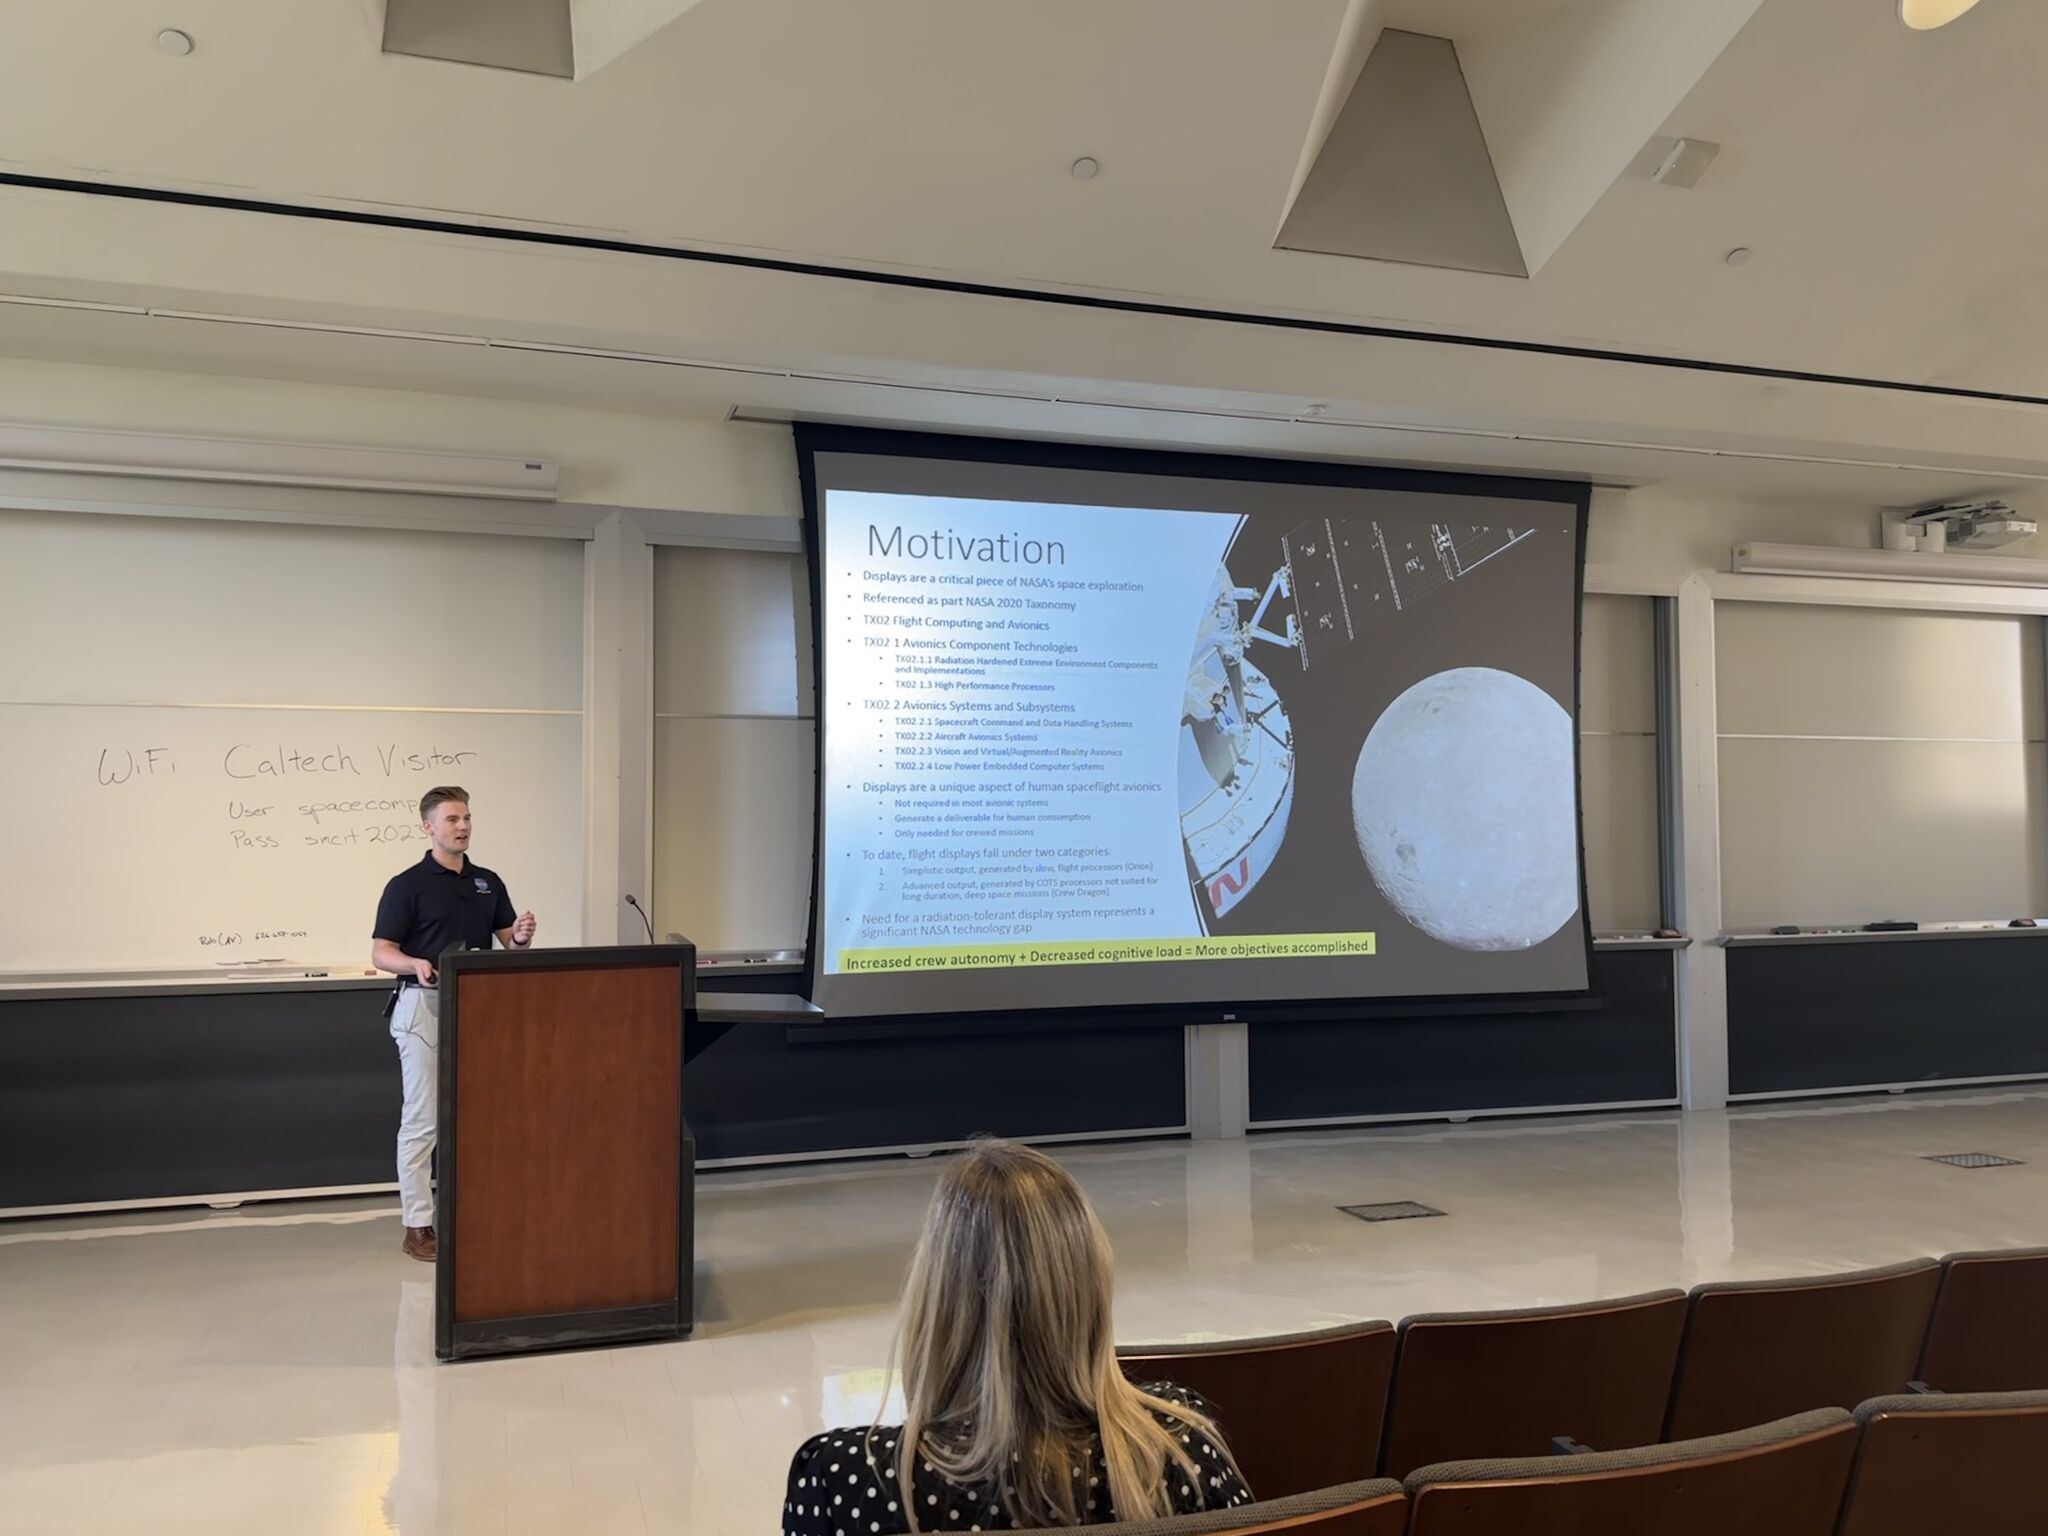 WiFi Caltech Visitor
User spacecomp
Pass smcit2023
Rob (AV)
Motivation
• Displays are a critical piece of NASA's space exploration
• Referenced as part NASA 2020 Taxonomy
• TX02 Flight Computing and Avionics
• TX02 1 Avionics Component Technologies
• TX02.1.1 Radiation Hardened Extreme Environment Components
and Implementations
• TX02.1.3 High Performance Processors
• TX02 2 Avionics Systems and Subsystems
• TX02.2.1 Spacecraft Command and Data Handling Systems
• TX02.2.2 Aircraft Avionics Systems
• TX02.2.3 Vision and Virtual/Augmented Reality Avionics
• TX02.2.4 Low Power Embedded Computer Systems
• Displays are a unique aspect of human spaceflight avionics
• Not required in most avionic systems
• Generate a deliverable for human consumption
• Only needed for crewed missions
• To date, flight displays fall under two categories:
1. Simplistic output, generated by slow, flight processors (Orion)
2. Advanced output, generated by COTS processors not suited for
long duration, deep space missions (Crew Dragon)
• Need for a radiation-tolerant display system represents a
significant NASA technology gap
Increased crew autonomy + Decreased cognitive load = More objectives accomplished